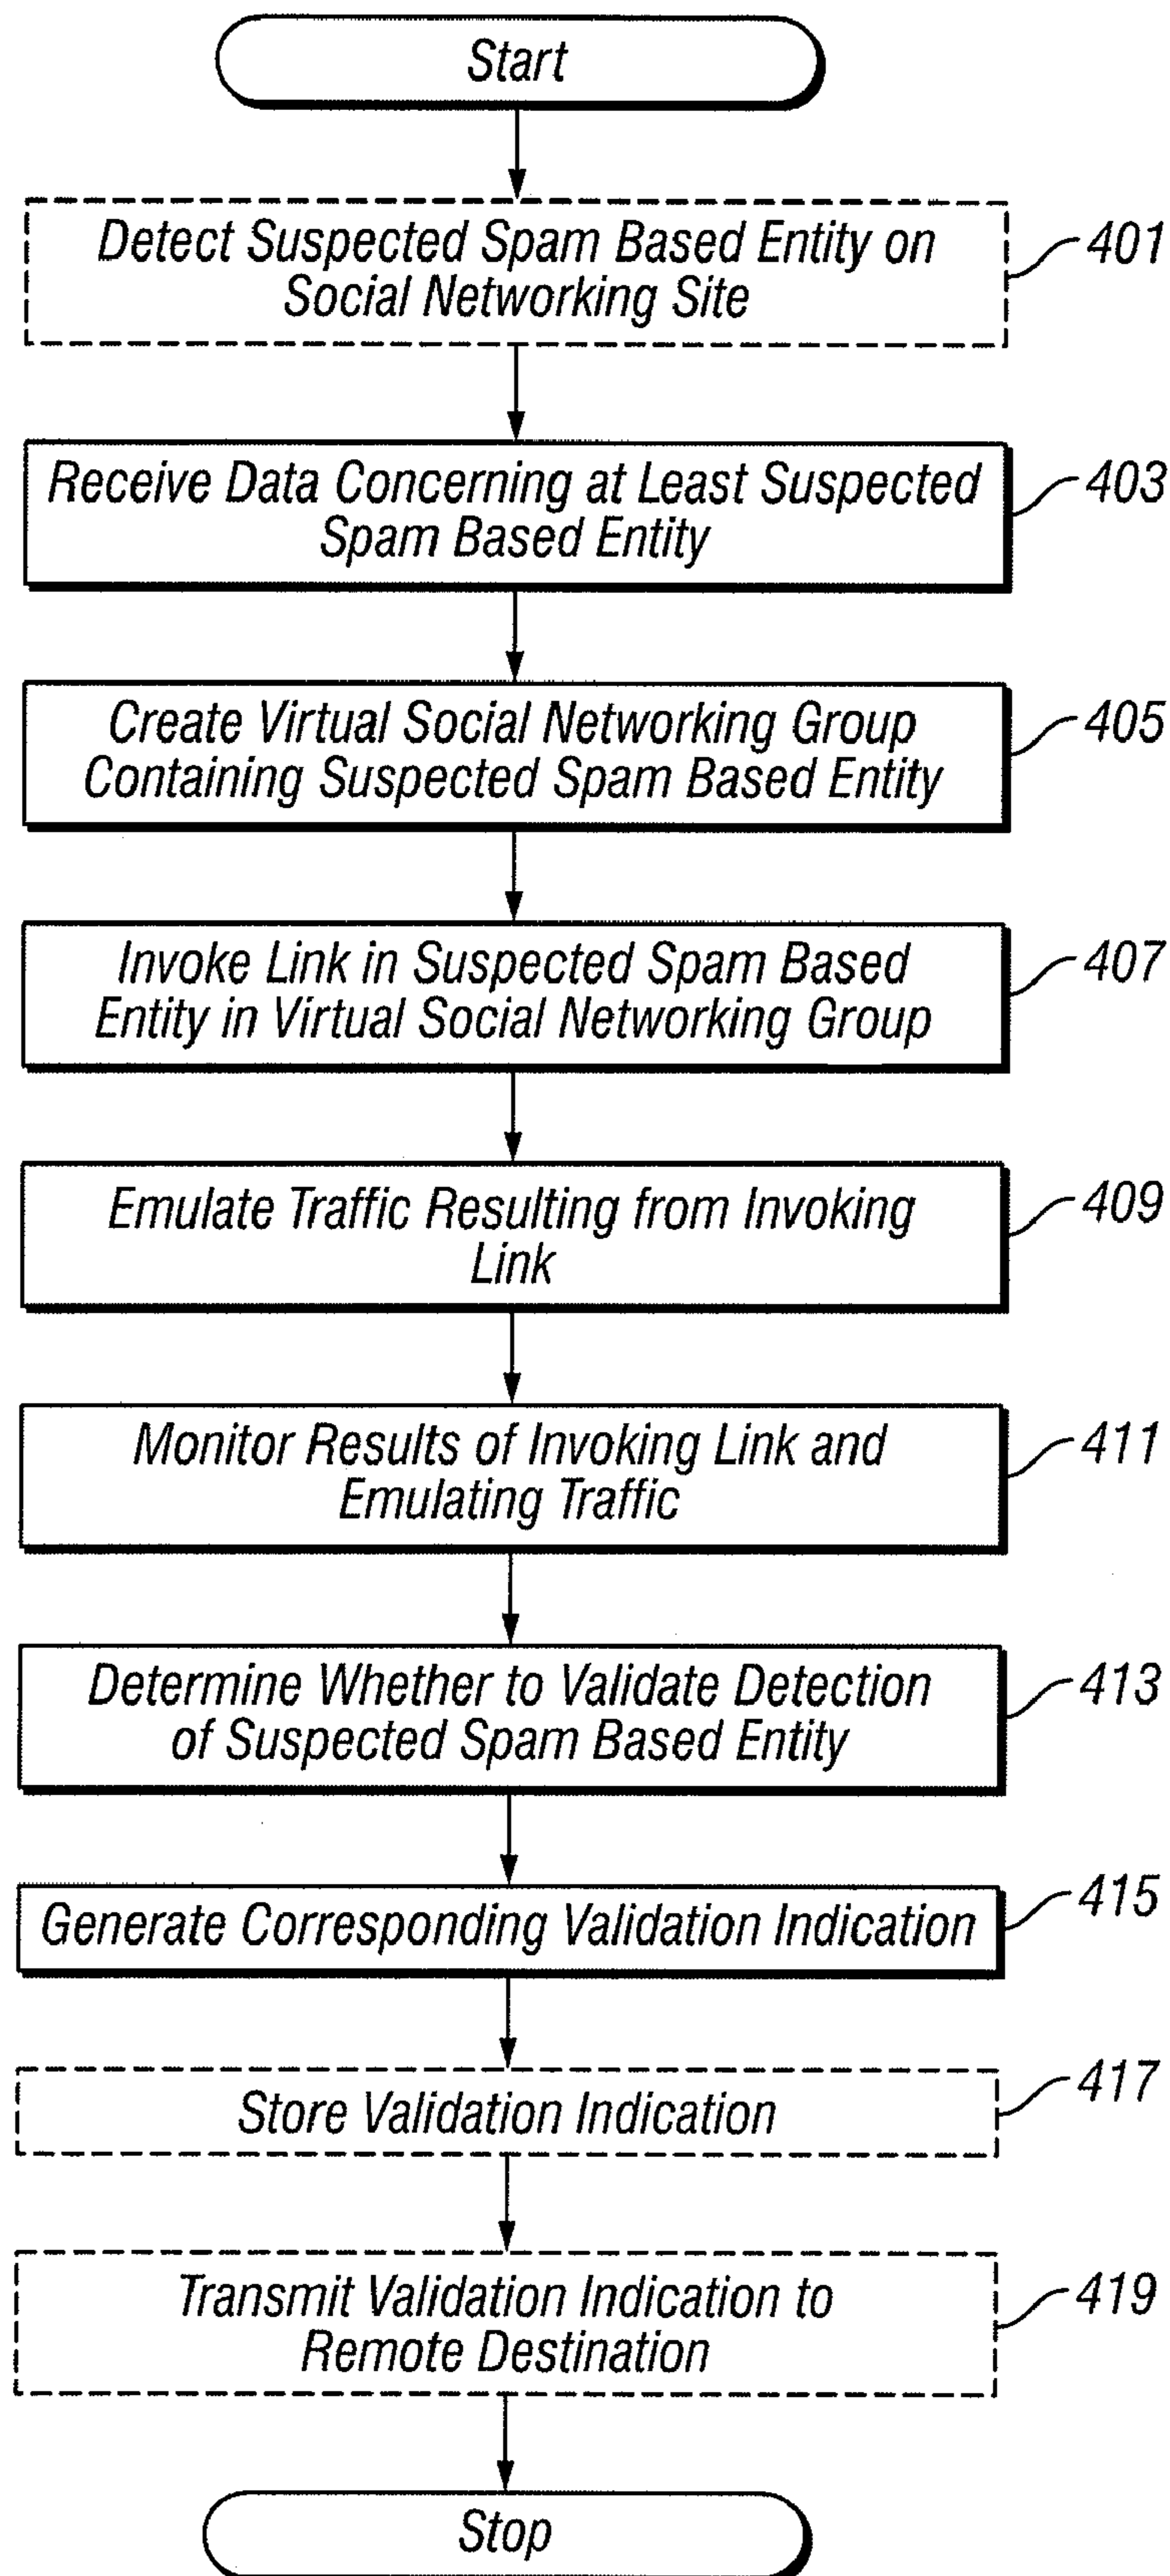 Start
Detect Suspected Spam Based Entity on
Social Networking Site
401
Receive Data Concerning at Least Suspected
Spam Based Entity
403
Create Virtual Social Networking Group
Containing Suspected Spam Based Entity
405
Invoke Link in Suspected Spam Based
Entity in Virtual Social Networking Group
407
Emulate Traffic Resulting from Invoking
Link
409
Monitor Results of Invoking Link and
Emulating Traffic
411
Determine Whether to Validate Detection
of Suspected Spam Based Entity
413
Generate Corresponding Validation Indication
415
Store Validation Indication
417
Transmit Validation Indication to
Remote Destination
419
Stop